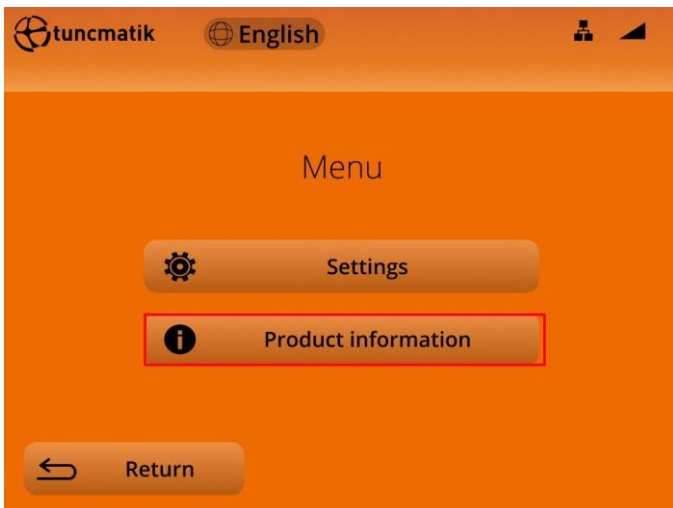 tuncmatik
English
Menu
Settings
Product information
Return